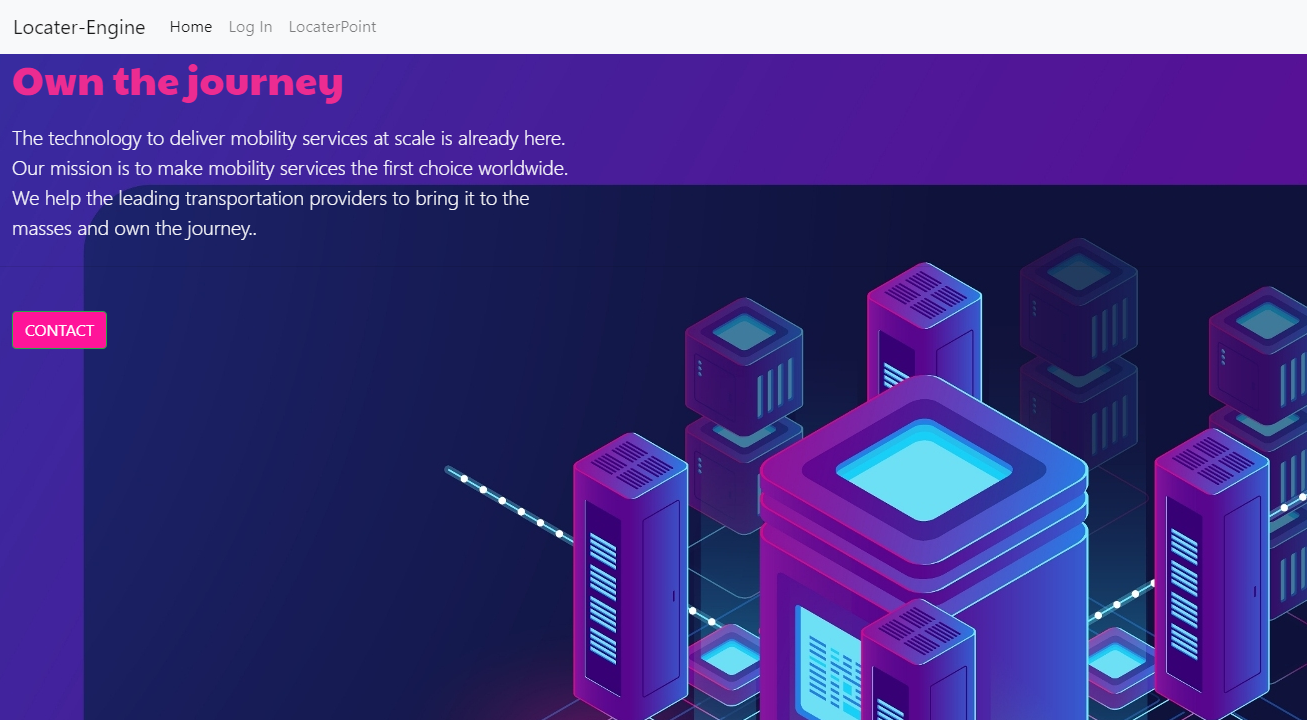 Locater-Engine Home Log In LocaterPoint
Own the journey
The technology to deliver mobility services at scale is already here.
Our mission is to make mobility services the first choice worldwide.
We help the leading transportation providers to bring it to the
masses and own the journey..
CONTACT